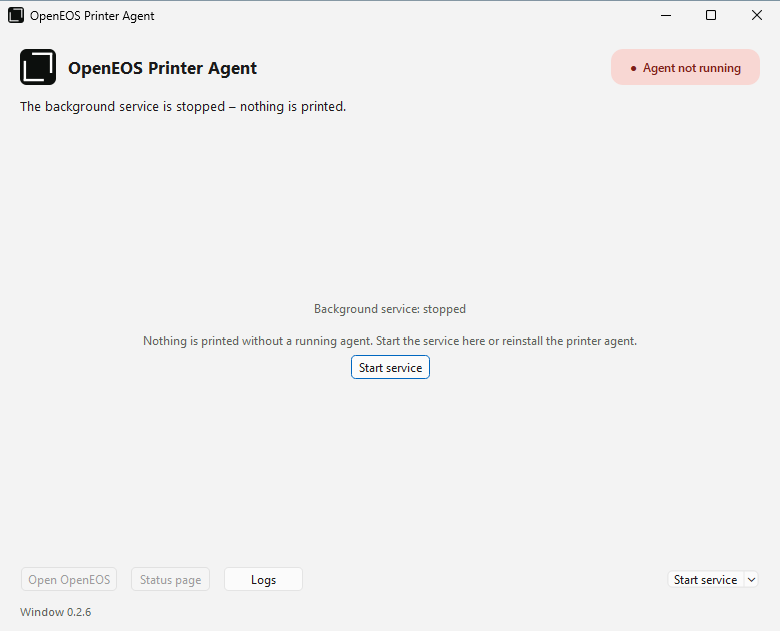 OpenEOS Printer Agent
OpenEOS Printer Agent
● Agent not running
The background service is stopped – nothing is printed.
Background service: stopped
Nothing is printed without a running agent. Start the service here or reinstall the printer agent.
Start service
Open OpenEOS
Status page
Logs
Start service
Window 0.2.6